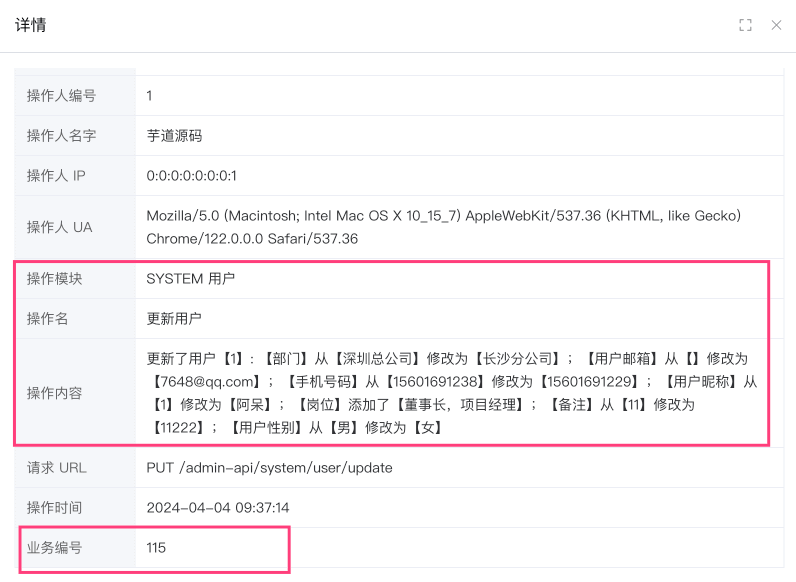 详情
操作人编号 1
操作人名字 芋道源码
操作人 IP 0:0:0:0:0:0:0:1
操作人 UA Mozilla/5.0 (Macintosh; Intel Mac OS X 10_15_7) AppleWebKit/537.36 (KHTML, like Gecko)
Chrome/122.0.0.0 Safari/537.36
操作模块 SYSTEM 用户
操作名 更新用户
操作内容 更新了用户【1】: 【部门】从【深圳总公司】修改为【长沙分公司】；【用户邮箱】从【】修改为
【7648@qq.com】；【手机号码】从【15601691238】修改为【15601691229】；【用户昵称】从
【1】修改为【阿呆】；【岗位】添加了【董事长，项目经理】；【备注】从【11】修改为
【11222】；【用户性别】从【男】修改为【女】
请求 URL PUT /admin-api/system/user/update
操作时间 2024-04-04 09:37:14
业务编号 115